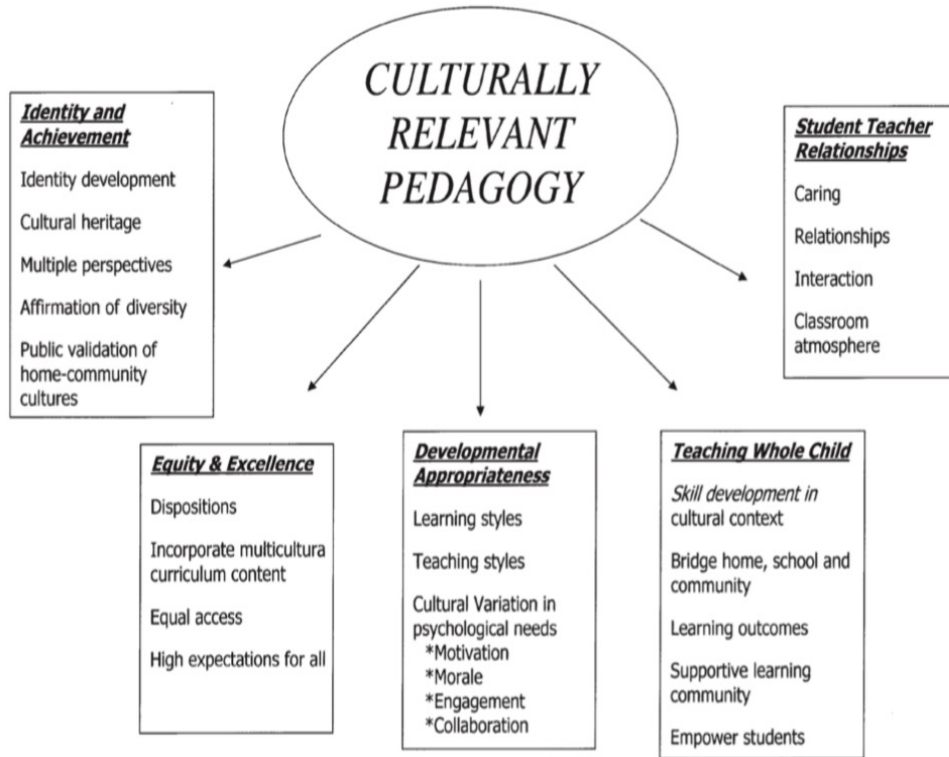 CULTURALLY
RELEVANT
PEDAGOGY
Identity and
Achievement
Identity development
Cultural heritage
Multiple perspectives
Affirmation of diversity
Public validation of
home-community
cultures
Equity & Excellence
Dispositions
Incorporate multicultura
curriculum content
Equal access
High expectations for all
Developmental
Appropriateness
Learning styles
Teaching styles
Cultural Variation in
psychological needs
*Motivation
*Morale
*Engagement
*Collaboration
Teaching Whole Child
Skill development in
cultural context
Bridge home, school and
community
Learning outcomes
Supportive learning
community
Empower students
Student Teacher
Relationships
Caring
Relationships
Interaction
Classroom
atmosphere